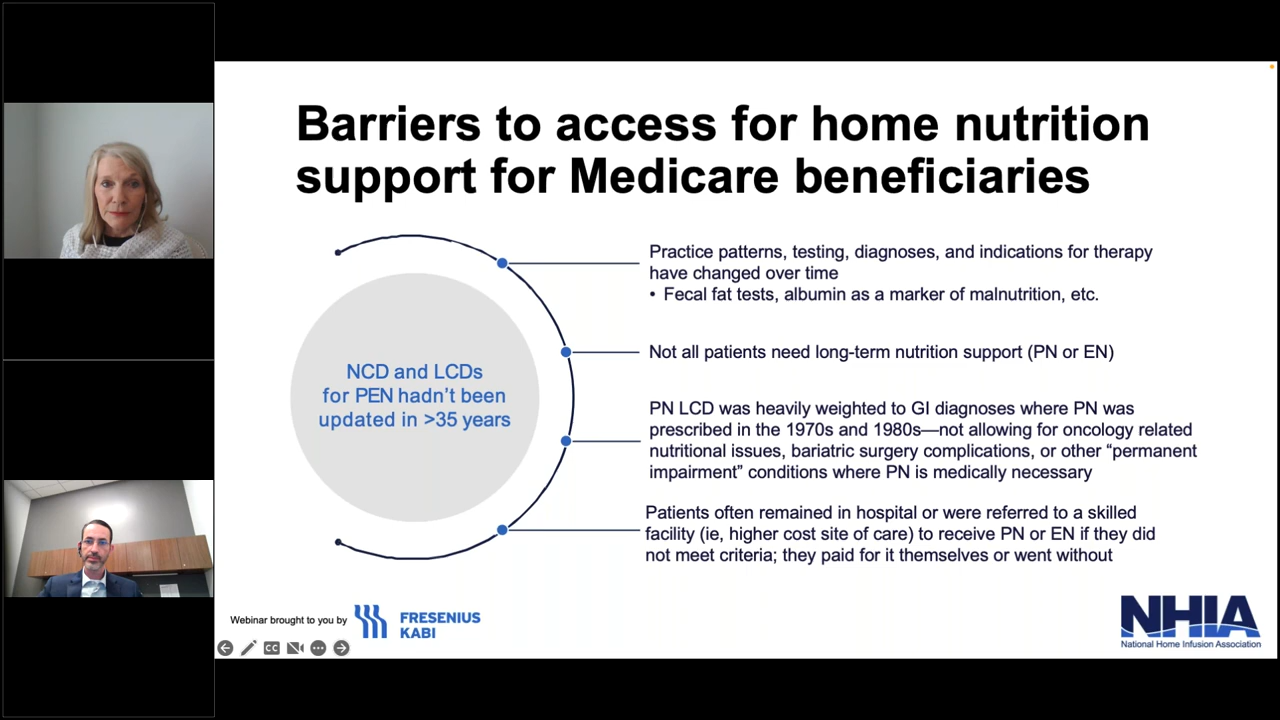 Barriers to access for home nutrition
support for Medicare beneficiaries
NCD and LCDs
for PEN hadn't been
updated in >35 years
Practice patterns, testing, diagnoses, and indications for therapy
have changed over time
• Fecal fat tests, albumin as a marker of malnutrition, etc.
Not all patients need long-term nutrition support (PN or EN)
PN LCD was heavily weighted to GI diagnoses where PN was
prescribed in the 1970s and 1980s—not allowing for oncology related
nutritional issues, bariatric surgery complications, or other “permanent
impairment” conditions where PN is medically necessary
Patients often remained in hospital or were referred to a skilled
facility (ie, higher cost site of care) to receive PN or EN if they did
not meet criteria; they paid for it themselves or went without
Webinar brought to you by
FRESENIUS
KABI
CC
NHIA
National Home Infusion Association